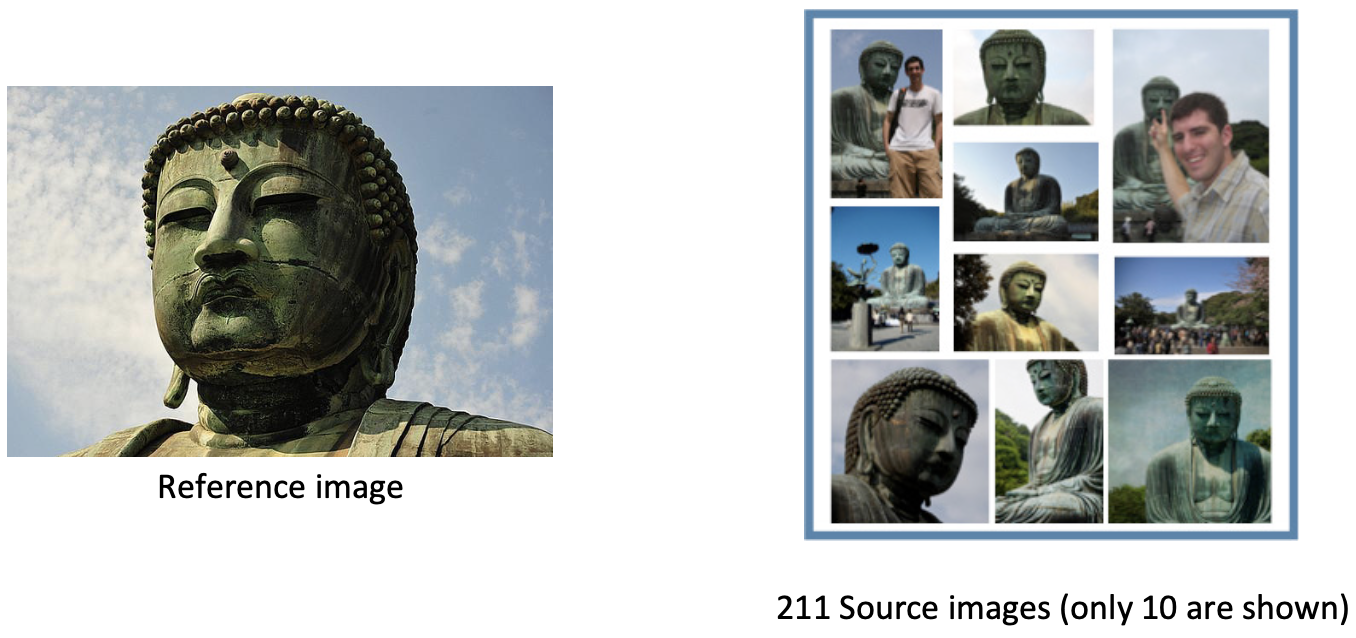 Reference image
211 Source images (only 10 are shown)